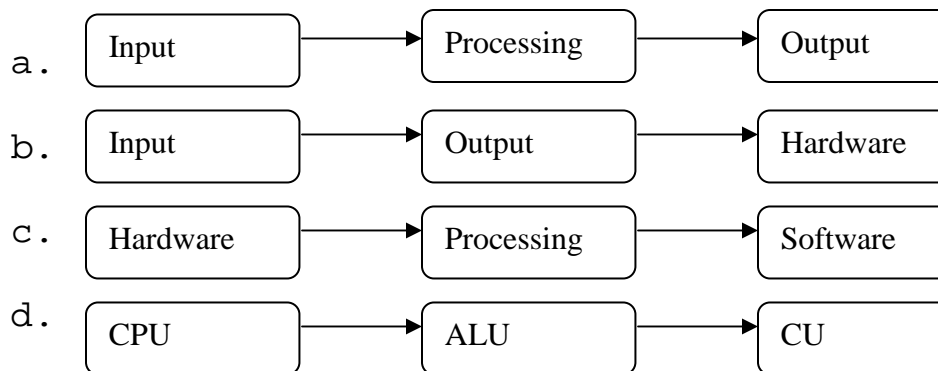 a. Input Processing Output
b. Input Output Hardware
c. Hardware Processing Software
d. CPU ALU CU